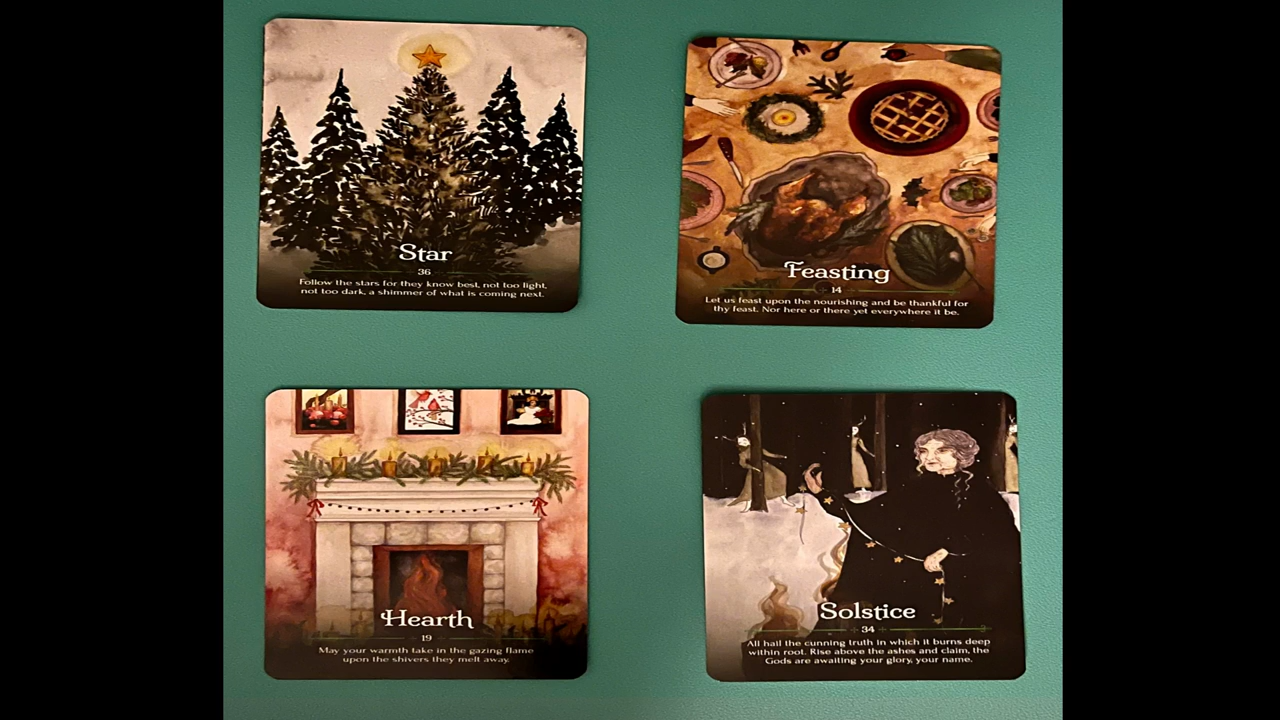 Star
36
Follow the stars for they know best, not too light,
not too dark, a shimmer of what is coming next.
Feasting
14
Let us feast upon the nourishing and be thankful for
thy feast. Nor here or there yet everywhere it be.
Hearth
19
May your warmth take in the gazing flame
upon the shivers they melt away.
Solstice
34
All hail the cunning truth in which it burns deep
within root. Rise above the ashes and claim, the
Gods are awaiting your glory, your name.